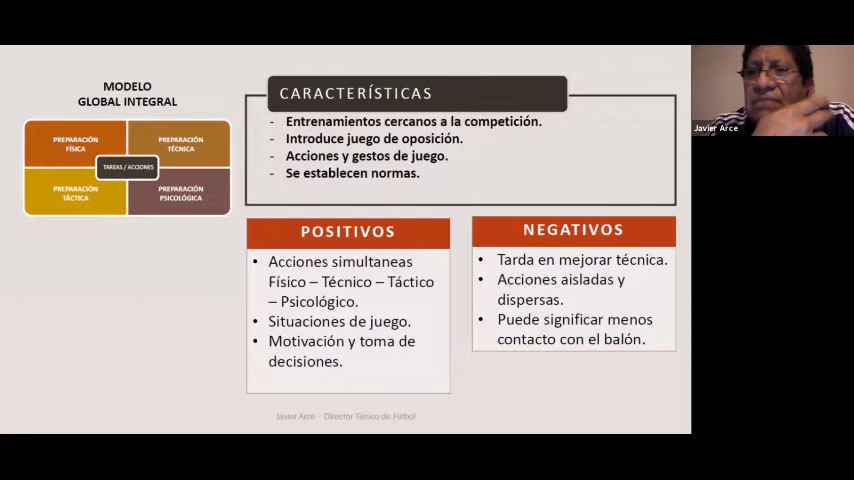 MODELO
GLOBAL INTEGRAL
PREPARACIÓN
FÍSICA
PREPARACIÓN
TÉCNICA
TAREAS / ACCIONES
PREPARACIÓN
TÁCTICA
PREPARACIÓN
PSICOLÓGICA
CARACTERÍSTICAS
- Entrenamientos cercanos a la competición.
- Introduce juego de oposición.
- Acciones y gestos de juego.
- Se establecen normas.
POSITIVOS
• Acciones simultaneas
Físico – Técnico – Táctico
– Psicológico.
• Situaciones de juego.
• Motivación y toma de
decisiones.
NEGATIVOS
• Tarda en mejorar técnica.
• Acciones aisladas y
dispersas.
• Puede significar menos
contacto con el balón.
Javier Arce – Director Ténico de Fútbol
Javier Arce